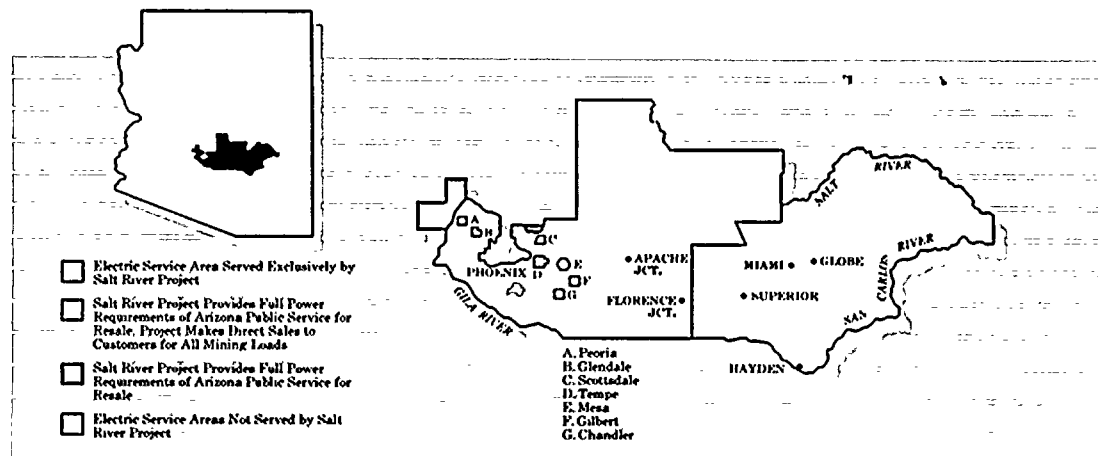 Electric Service Area Served Exclusively by
Salt River Project
Salt River Project Provides Full Power
Requirements of Arizona Public Service for
Resale, Project Makes Direct Sales to
Customers for All Mining Loads
Salt River Project Provides Full Power
Requirements of Arizona Public Service for
Resale
Electric Service Areas Not Served by Salt
River Project
A
B
C
PHOENIX
D
E
F
G
GILA RIVER
APACHE
JCT.
FLORENCE
JCT.
SALT
RIVER
MIAMI
GLOBE
SUPERIOR
HAYDEN
SAN
CARLOS
RIVER
A. Peoria
B. Glendale
C. Scottsdale
D. Tempe
E. Mesa
F. Gilbert
G. Chandler